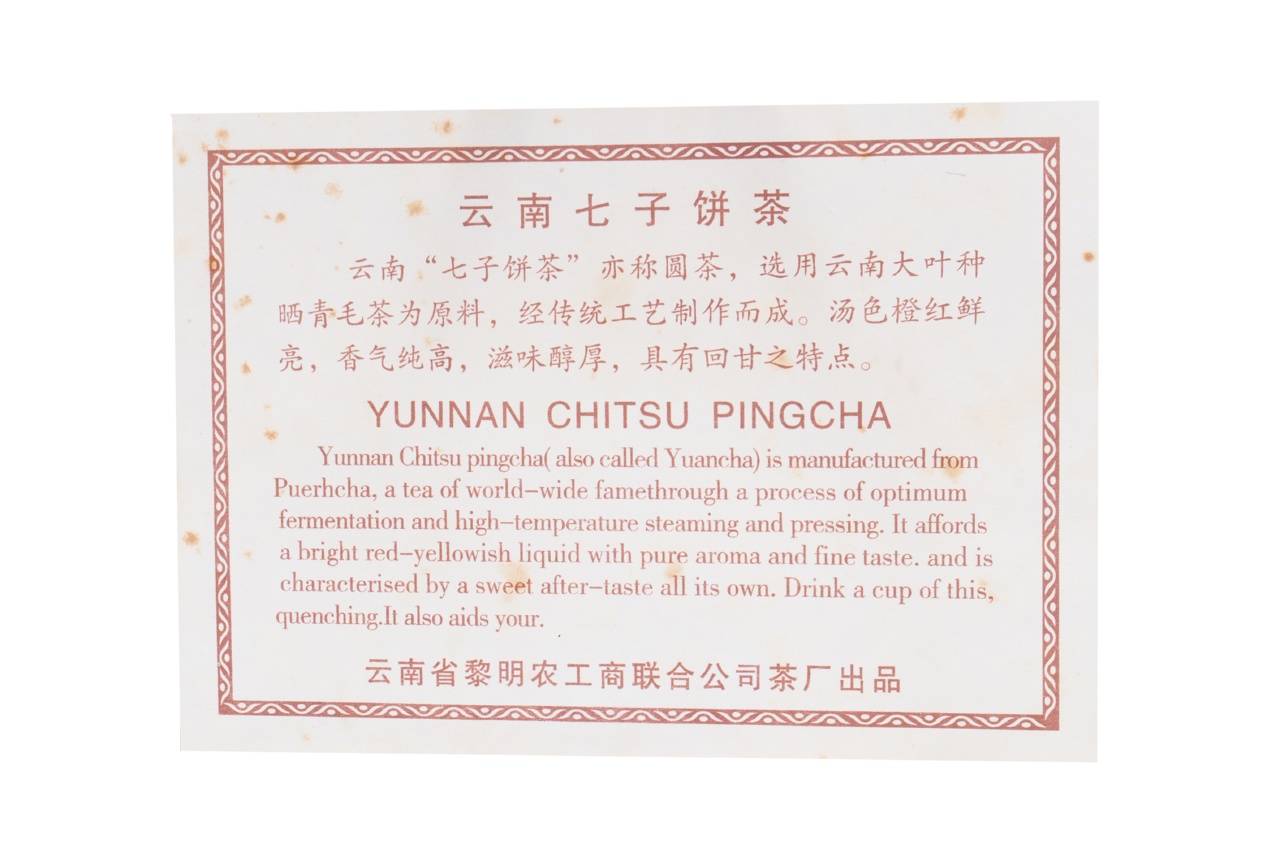 云南七子饼茶
云南“七子饼茶”亦称圆茶，选用云南大叶种
晒青毛茶为原料，经传统工艺制作而成。汤色橙红鲜
亮，香气纯高，滋味醇厚，具有回甘之特点。
YUNNAN CHITSU PINGCHA
Yunnan Chitsu pingcha( also called Yuancha) is manufactured from
Puerhcha, a tea of world-wide famethrough a process of optimum
fermentation and high-temperature steaming and pressing. It affords
a bright red-yellowish liquid with pure aroma and fine taste. and is
characterised by a sweet after-taste all its own. Drink a cup of this,
quenching.It also aids your.
云南省黎明农工商联合公司茶厂出品